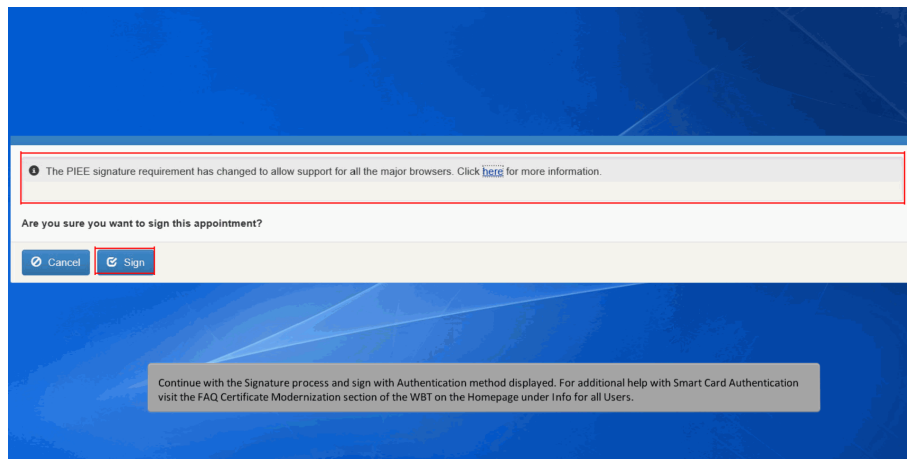 The PIEE signature requirement has changed to allow support for all the major browsers. Click here for more information.
Are you sure you want to sign this appointment?
Cancel Sign
Continue with the Signature process and sign with Authentication method displayed. For additional help with Smart Card Authentication
visit the FAQ Certificate Modernization section of the WBT on the Homepage under Info for all Users.